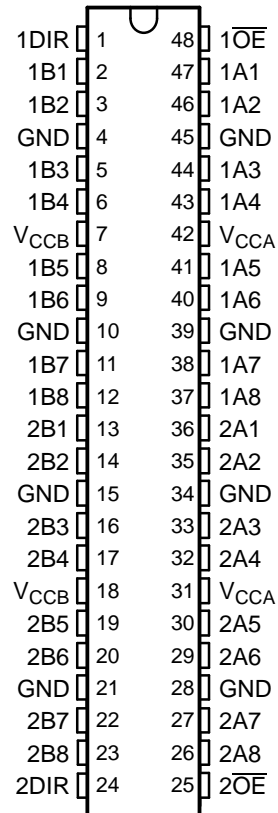 1DIR 1 48 1O̅E̅
1B1 2 47 1A1
1B2 3 46 1A2
GND 4 45 GND
1B3 5 44 1A3
1B4 6 43 1A4
VCCB 7 42 VCCA
1B5 8 41 1A5
1B6 9 40 1A6
GND 10 39 GND
1B7 11 38 1A7
1B8 12 37 1A8
2B1 13 36 2A1
2B2 14 35 2A2
GND 15 34 GND
2B3 16 33 2A3
2B4 17 32 2A4
VCCB 18 31 VCCA
2B5 19 30 2A5
2B6 20 29 2A6
GND 21 28 GND
2B7 22 27 2A7
2B8 23 26 2A8
2DIR 24 25 2O̅E̅